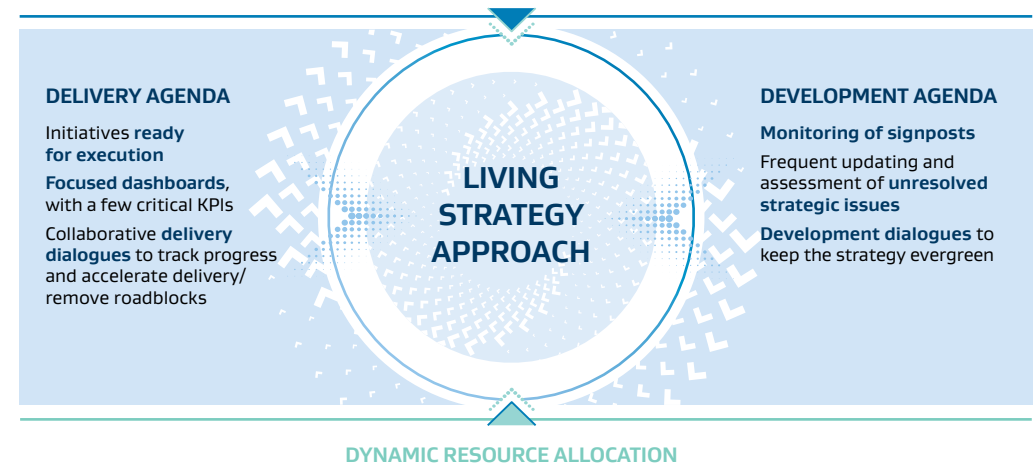 DELIVERY AGENDA
Initiatives ready
for execution
Focused dashboards,
with a few critical KPIs
Collaborative delivery
dialogues to track progress
and accelerate delivery/
remove roadblocks
LIVING
STRATEGY
APPROACH
DEVELOPMENT AGENDA
Monitoring of signposts
Frequent updating and
assessment of unresolved
strategic issues
Development dialogues to
keep the strategy evergreen
DYNAMIC RESOURCE ALLOCATION